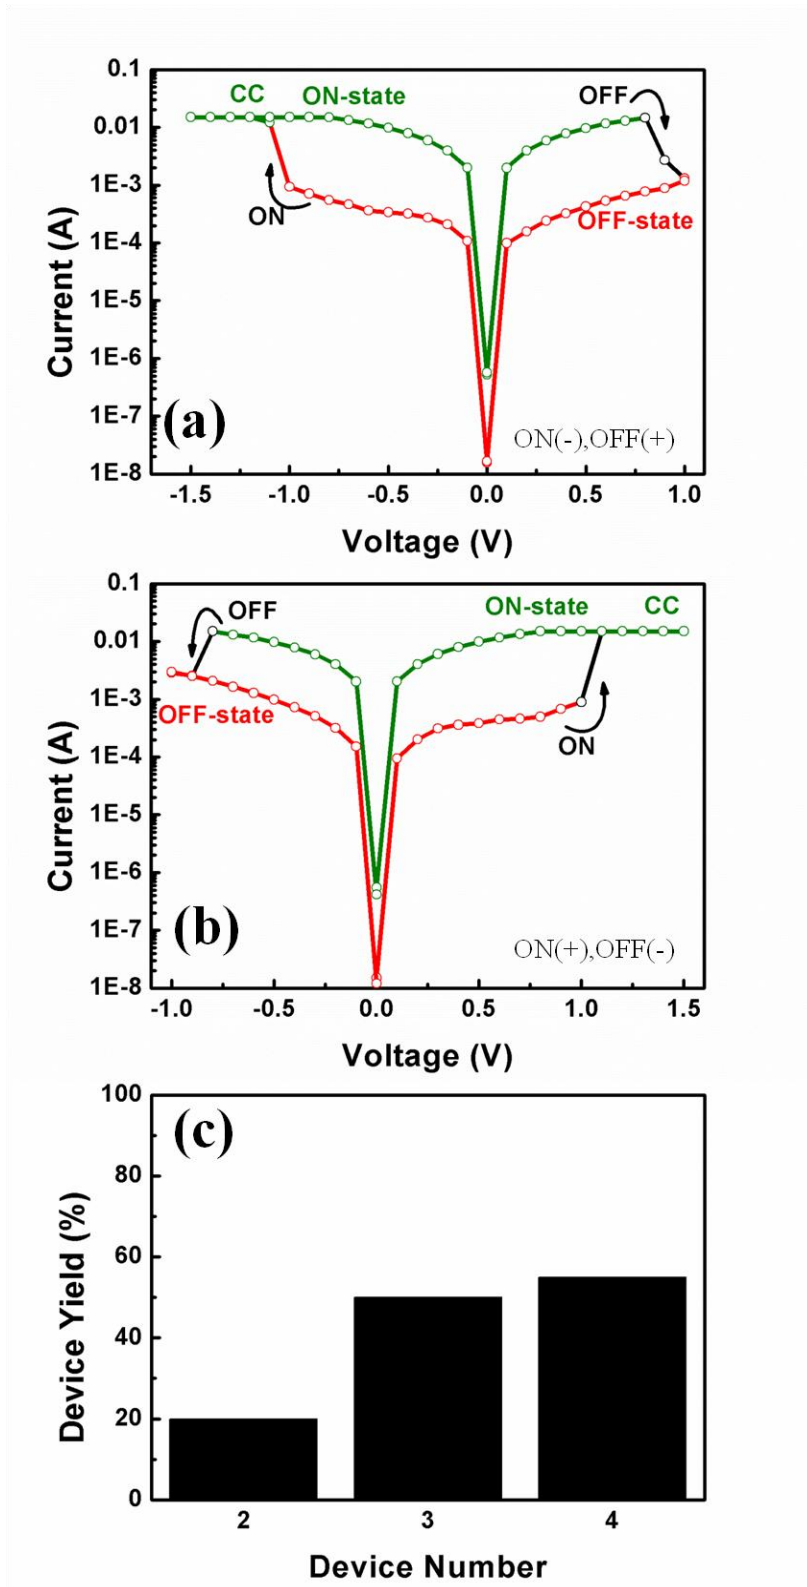 0.1
CC
ON-state
OFF
0.01
1E-3
ON
OFF-state
1E-4
1E-5
1E-6
1E-7
(a)
ON(-),OFF(+)
1E-8
-1.5
-1.0
-0.5
0.0
0.5
1.0
Current (A)
Voltage (V)
0.1
OFF
ON-state
CC
0.01
1E-3
OFF-state
ON
1E-4
1E-5
1E-6
1E-7
(b)
ON(+),OFF(-)
1E-8
-1.0
-0.5
0.0
0.5
1.0
1.5
Current (A)
Voltage (V)
100
(c)
80
60
40
20
0
2
3
4
Device Yield (%)
Device Number